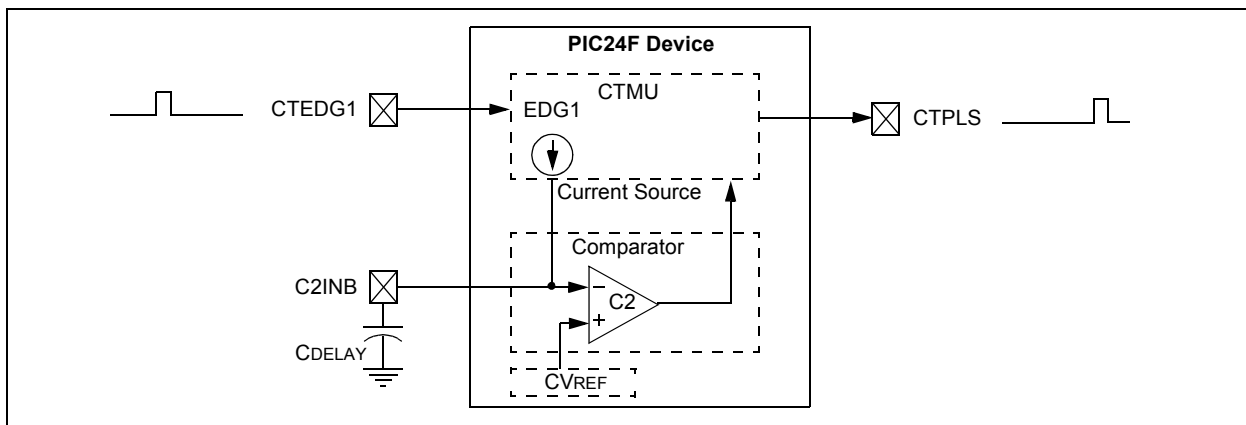 PIC24F Device
CTMU
CTEDG1
EDG1
CTPLS
Current Source
Comparator
C2INB
−
C2
+
CDELAY
CVREF